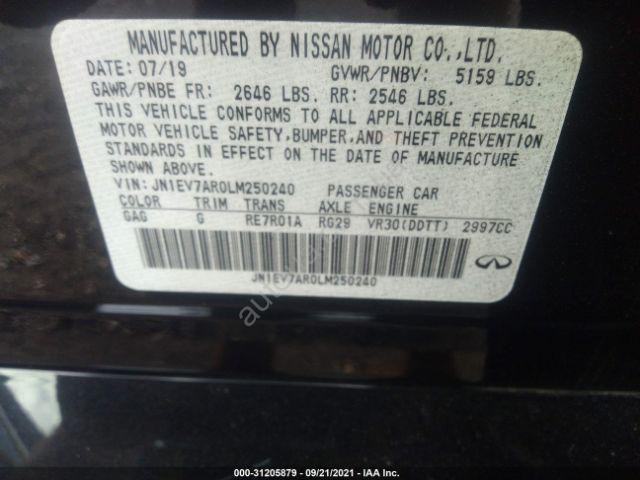 MANUFACTURED BY NISSAN MOTOR CO.,LTD.
DATE: 07/19 GVWR/PNBV: 5159 LBS.
GAWR/PNBE FR: 2646 LBS. RR: 2546 LBS.
THIS VEHICLE CONFORMS TO ALL APPLICABLE FEDERAL
MOTOR VEHICLE SAFETY,BUMPER,AND THEFT PREVENTION
STANDARDS IN EFFECT ON THE DATE OF MANUFACTURE
SHOWN ABOVE.
VIN: JN1EV7AR0LM250240 PASSENGER CAR
COLOR TRIM TRANS AXLE ENGINE
GAG G RE7R01A RG29 VR30(DDTT) 2997CC
JN1EV7AR0LM250240
INFINITI
000-31205879 - 09/21/2021 - IAAI.COM